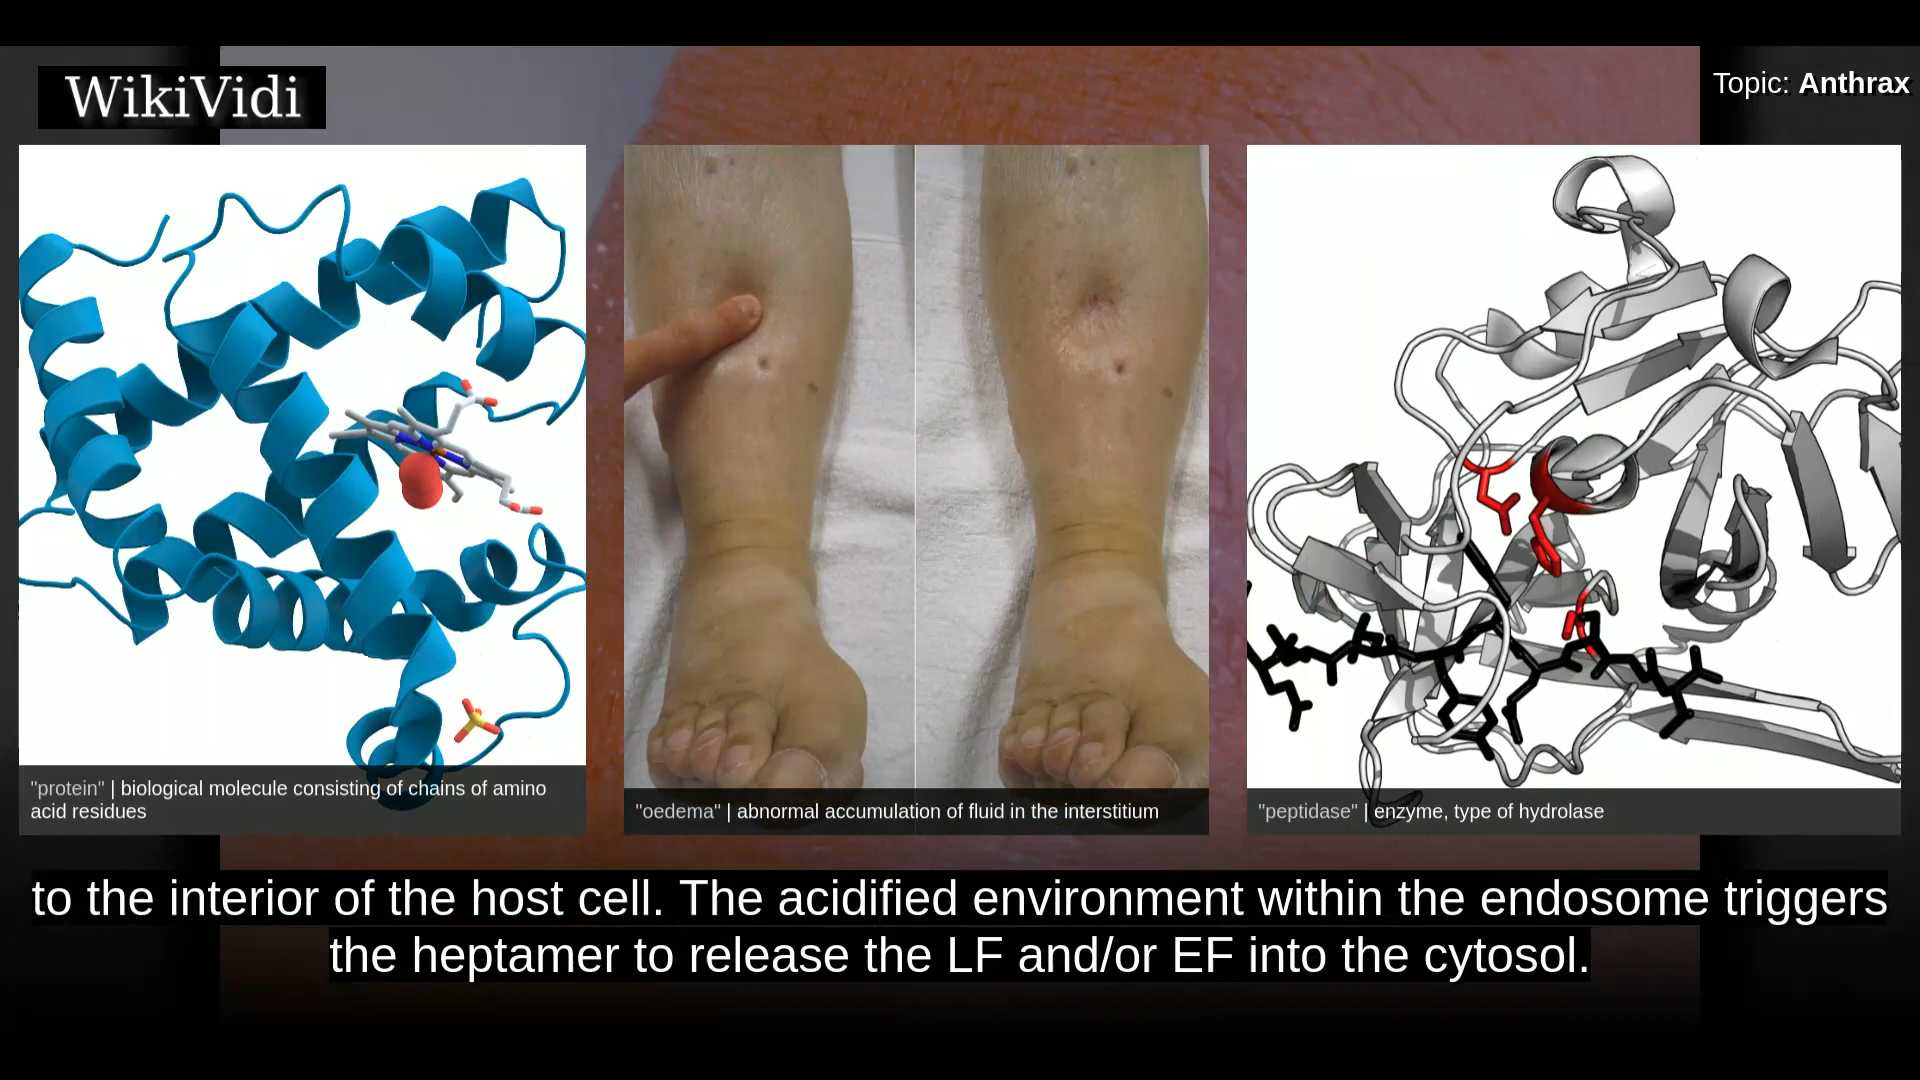 WikiVidi
Topic: Anthrax
"protein" | biological molecule consisting of chains of amino
acid residues
"oedema" | abnormal accumulation of fluid in the interstitium
"peptidase" | enzyme, type of hydrolase
to the interior of the host cell. The acidified environment within the endosome triggers
the heptamer to release the LF and/or EF into the cytosol.